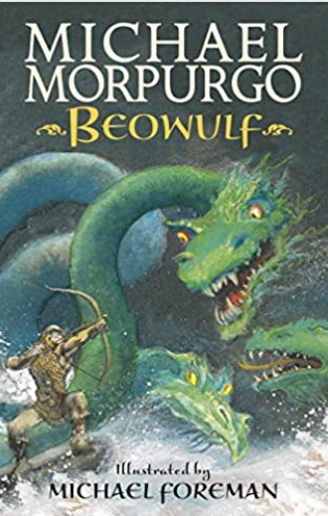 MICHAEL
MORPURGO
BEOWULF
Illustrated by
MICHAEL FOREMAN